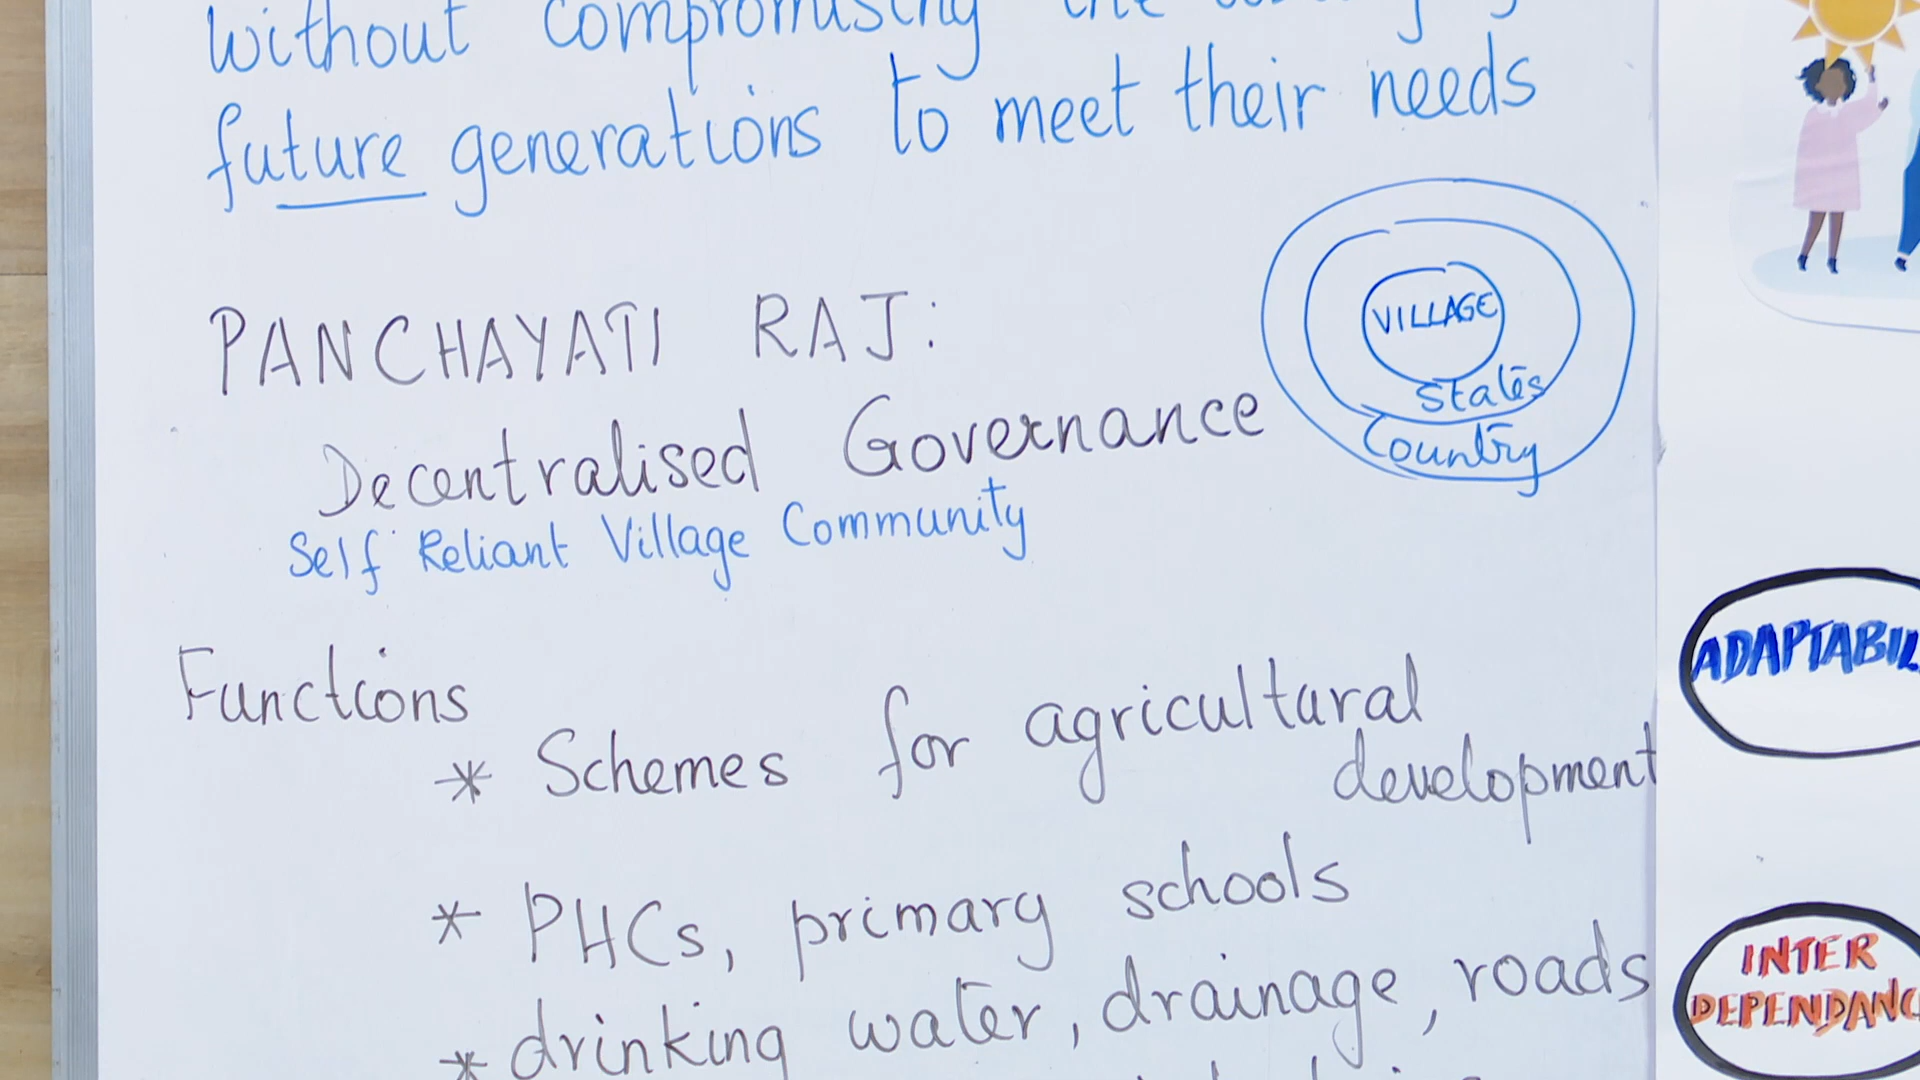 without compromising the
future generations to meet their needs
PANCHAYATI RAJ:
VILLAGE
States
Country
Decentralised Governance
Self Reliant Village Community
Functions
* Schemes for agricultural
development
* PHCs, primary schools
* drinking water, drainage, roads
ADAPTABIL
INTER
DEPENDANC